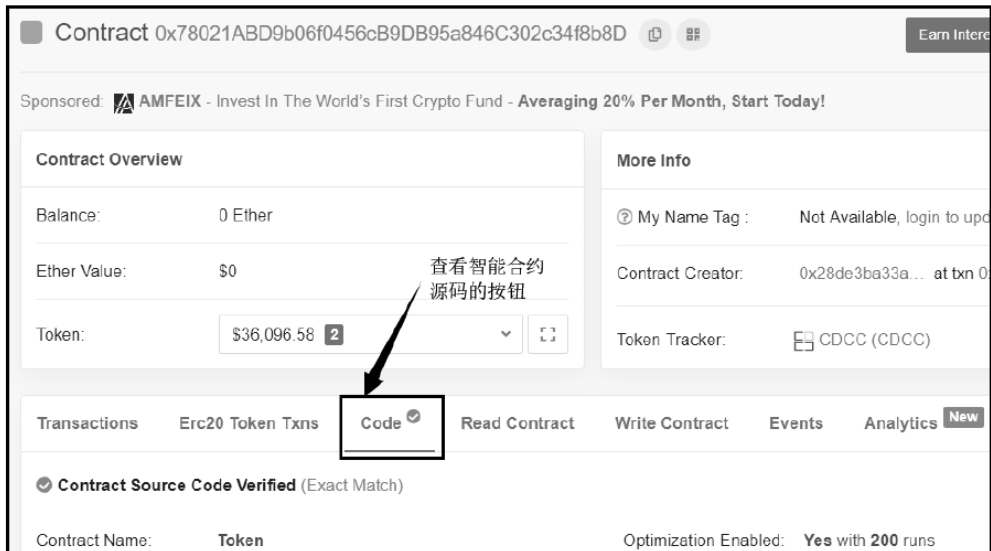 Contract 0x78021ABD9b06f0456cB9DB95a846C302c34f8b8D
Earn Interc
Sponsored: AMFEIX - Invest In The World's First Crypto Fund - Averaging 20% Per Month, Start Today!
Contract Overview
Balance: 0 Ether
Ether Value: $0
Token: $36,096.58 2
查看智能合约
源码的按钮
More Info
My Name Tag : Not Available, login to upd
Contract Creator: 0x28de3ba33a... at txn 0
Token Tracker: CDCC (CDCC)
Transactions Erc20 Token Txns Code Read Contract Write Contract Events Analytics New
Contract Source Code Verified (Exact Match)
Contract Name: Token
Optimization Enabled: Yes with 200 runs